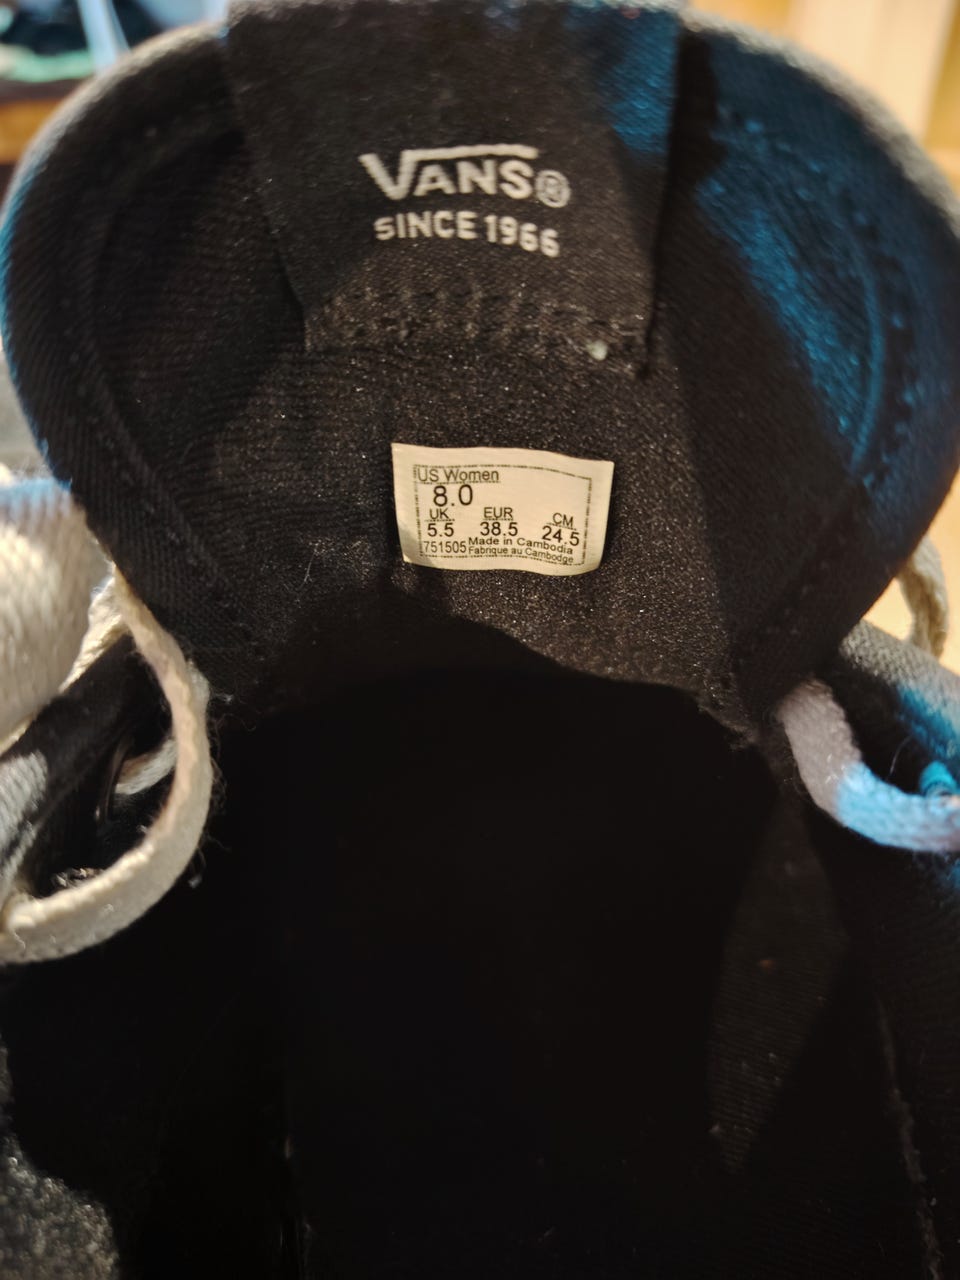 VANS®
SINCE 1966
US Women
8.0
UK EUR CM
5.5 38.5 24.5
751505 Made in Cambodia
Fabrique au Cambodge